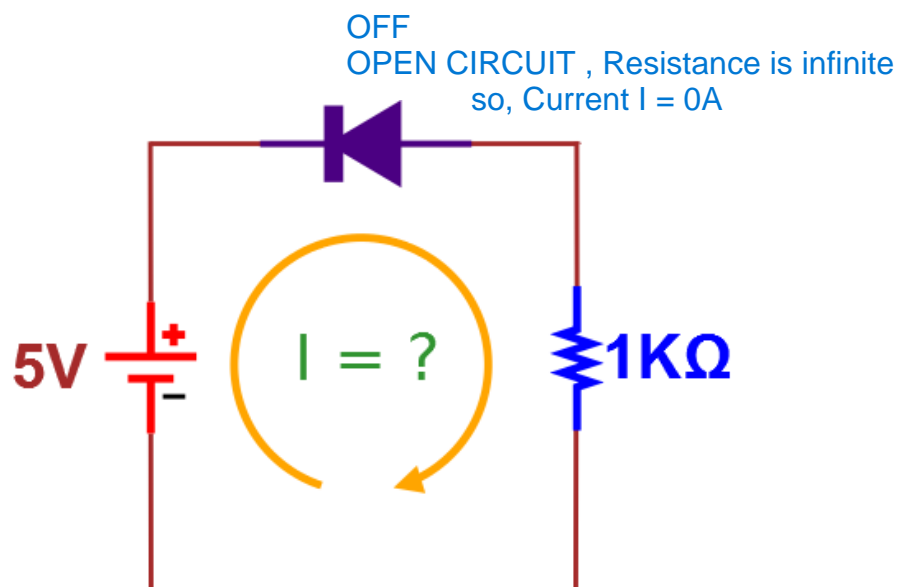 OFF
OPEN CIRCUIT , Resistance is infinite
so, Current I = 0A
+
5V
−
I = ?
1KΩ